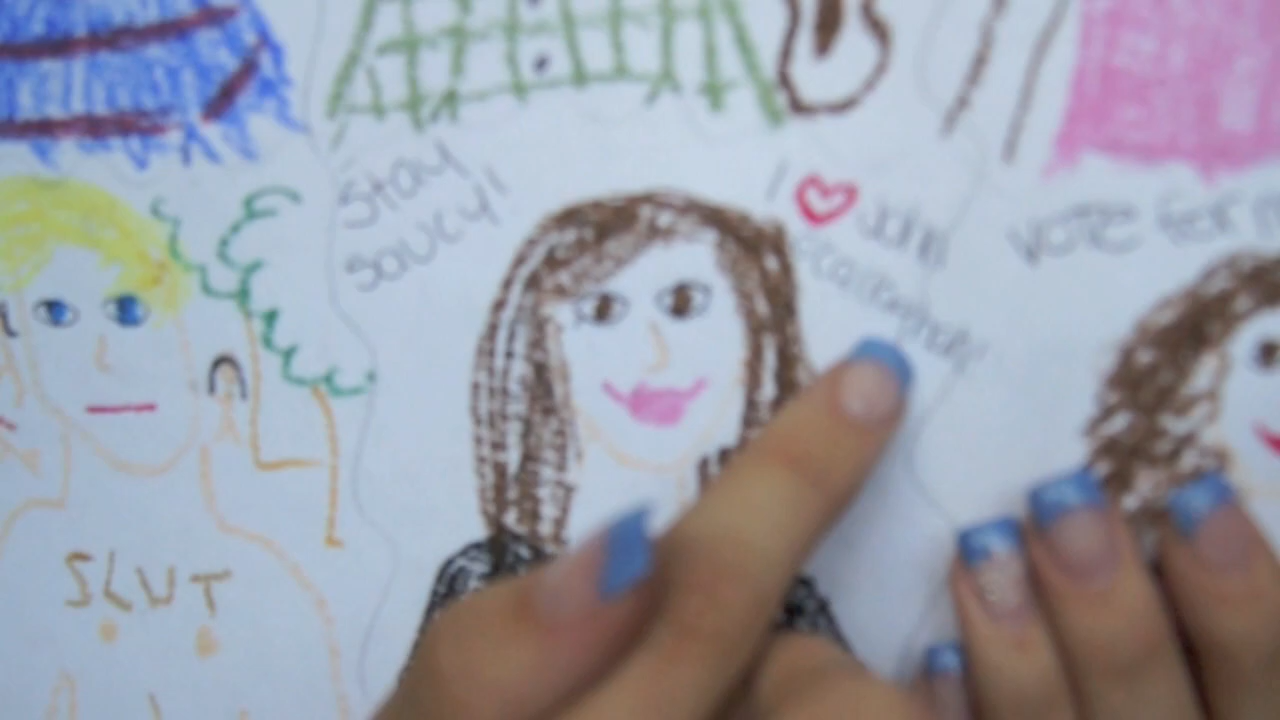 stay
saucy!
I ❤ John
vote for
SLUT